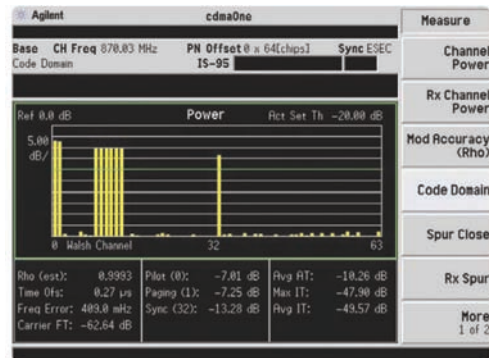 Agilent
cdmaOne
Measure
Base CH Freq 870.03 MHz PN Offset 0 x 64[chips] Sync ESEC
Code Domain IS-95
Channel Power
Rx Channel Power
Mod Accuracy (Rho)
Code Domain
Spur Close
Rx Spur
More
1 of 2
Ref 0.0 dB Power Act Set Th -20.00 dB
5.00
dB/
0 Walsh Channel 32 63
Rho (est): 0.9993 Pilot (0): -7.01 dB Avg AT: -10.26 dB
Time Ofs: 0.27 µs Paging (1): -7.25 dB Max IT: -47.90 dB
Freq Error: 409.0 mHz Sync (32): -13.28 dB Avg IT: -49.57 dB
Carrier FT: -62.64 dB